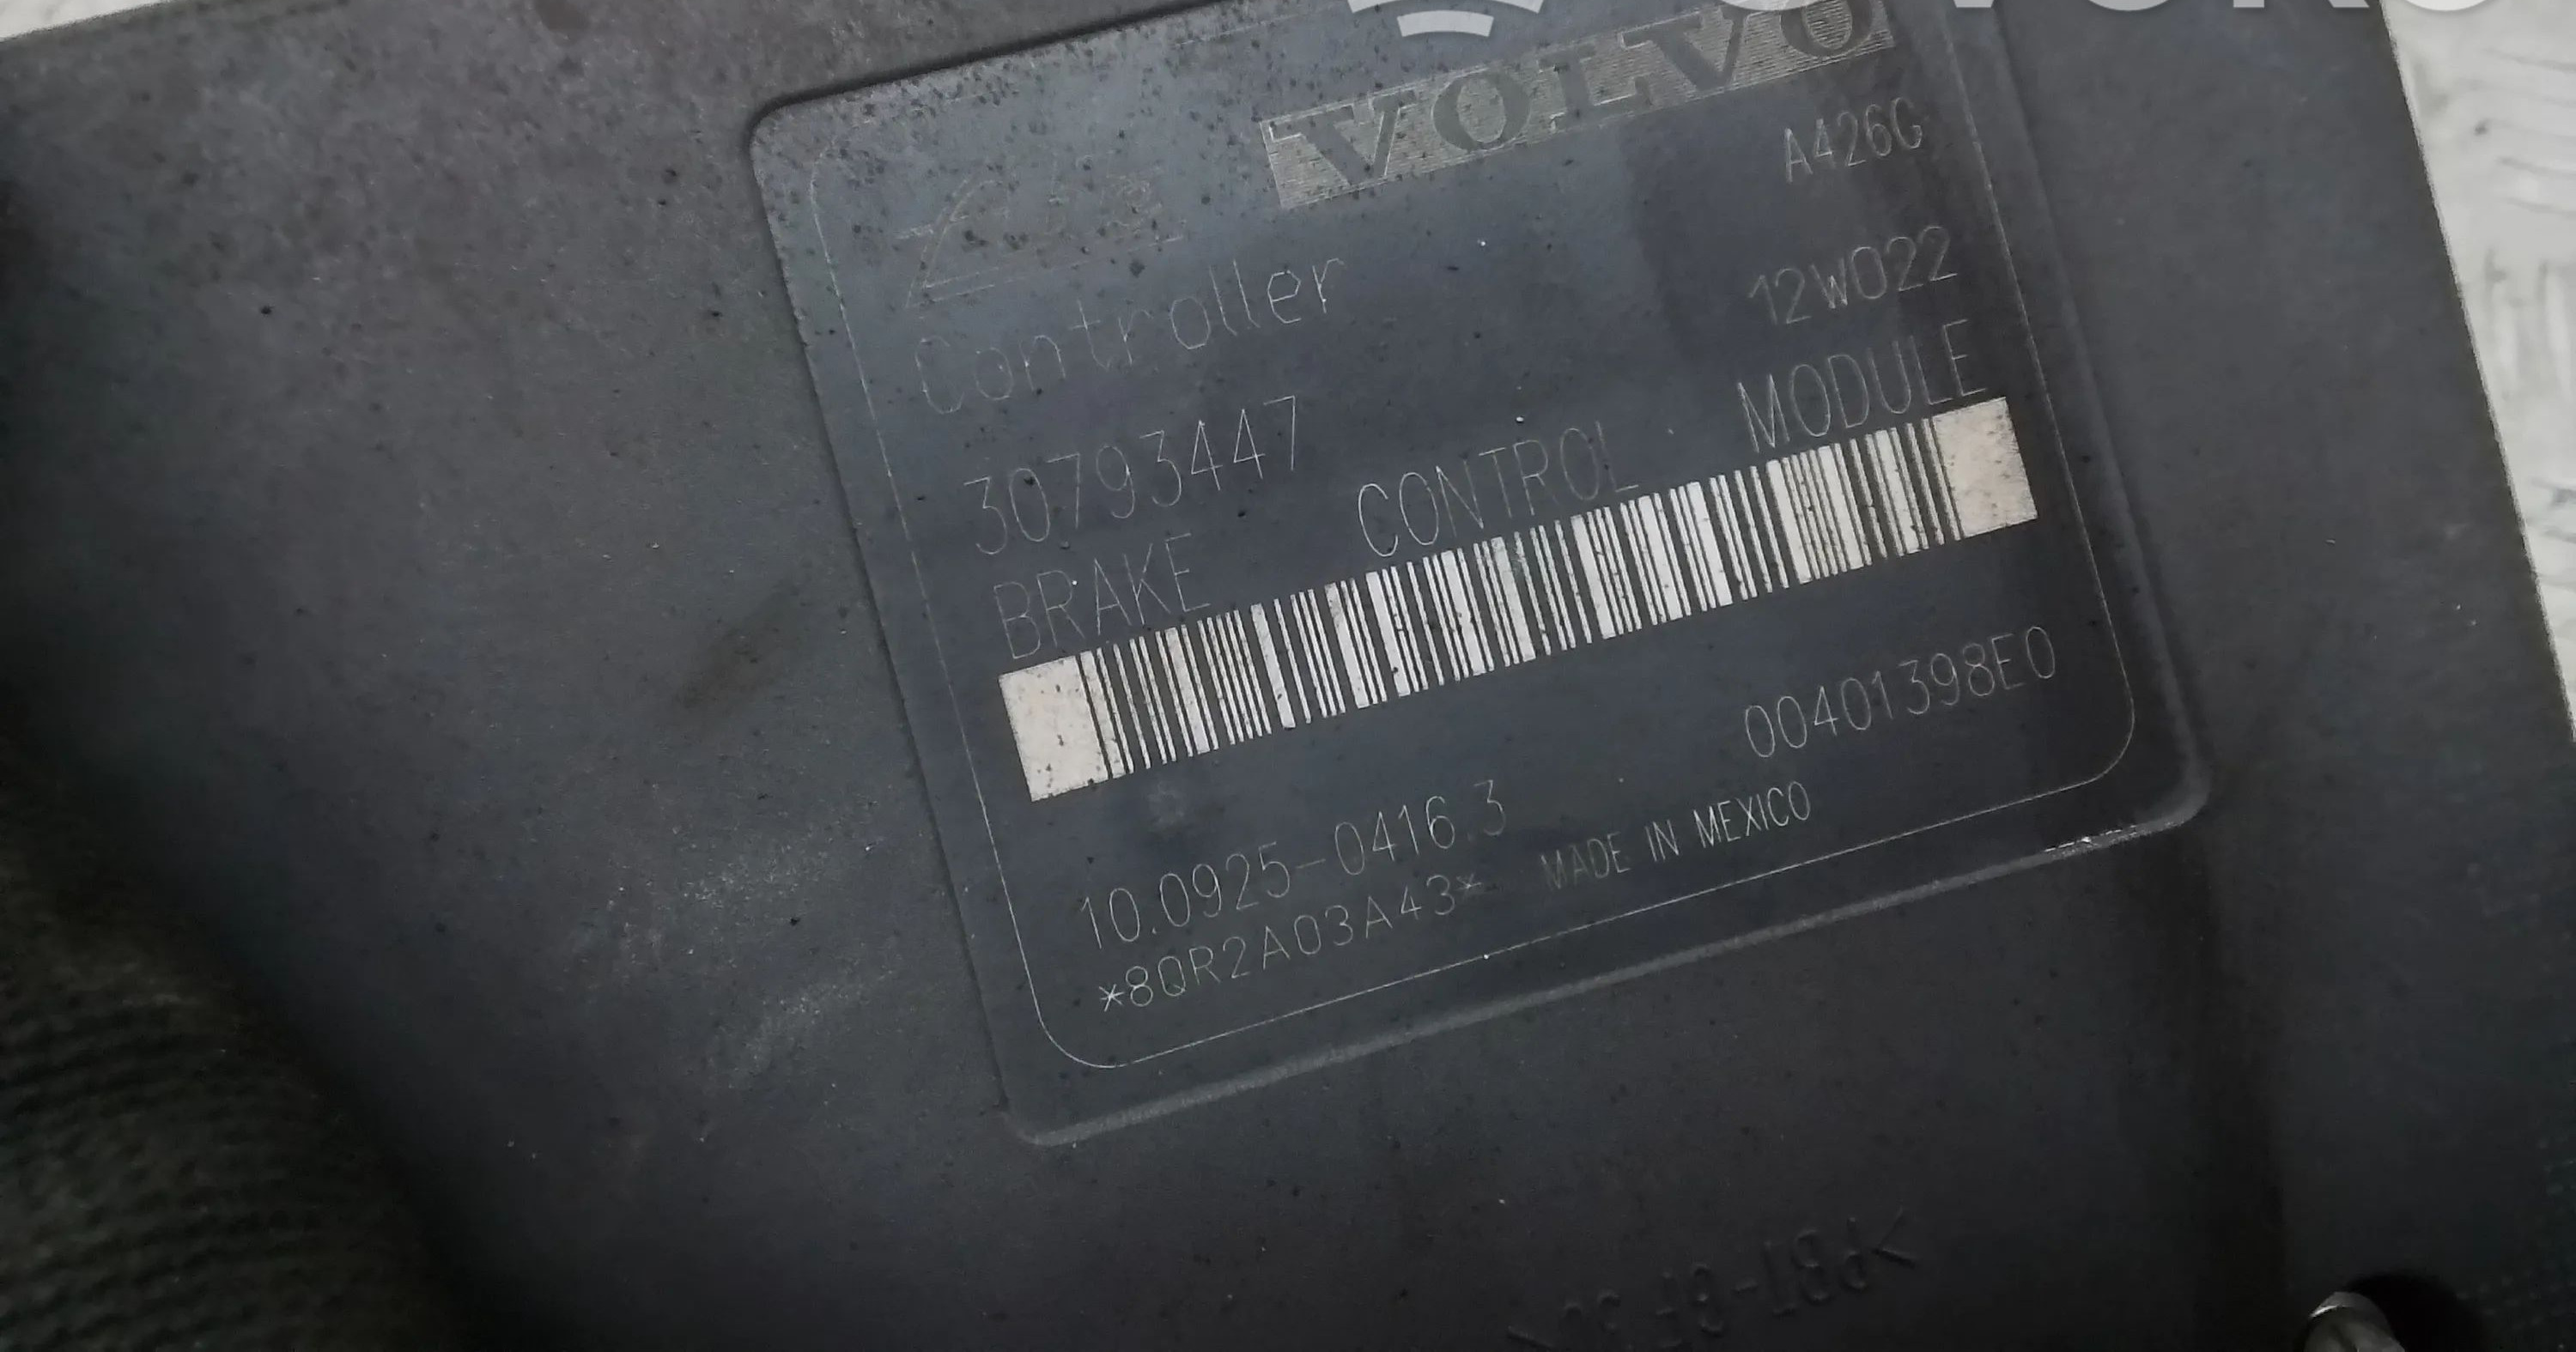 VOLVO
A426G
Controller
12W022
30793447
BRAKE CONTROL MODULE
00401398E0
10.0925-0416.3
*8QR2A03A43* MADE IN MEXICO